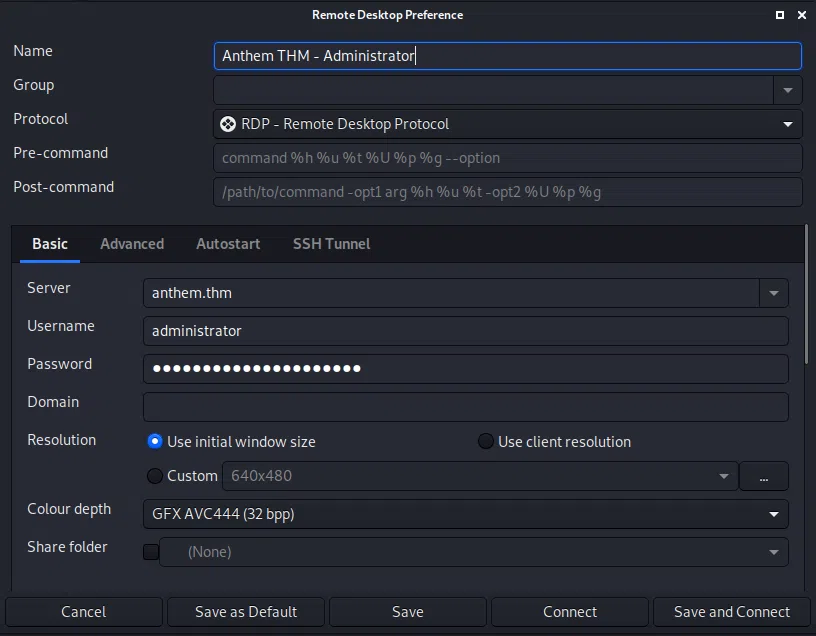 Remote Desktop Preference
Name
Anthem THM - Administrator
Group
Protocol
RDP - Remote Desktop Protocol
Pre-command
command %h %u %t %U %p %g --option
Post-command
/path/to/command -opt1 arg %h %u %t -opt2 %U %p %g
Basic Advanced Autostart SSH Tunnel
Server
anthem.thm
Username
administrator
Password
●●●●●●●●●●●●●●●●●●●●●
Domain
Resolution
Use initial window size
Use client resolution
Custom
640x480
...
Colour depth
GFX AVC444 (32 bpp)
Share folder
(None)
Cancel
Save as Default
Save
Connect
Save and Connect